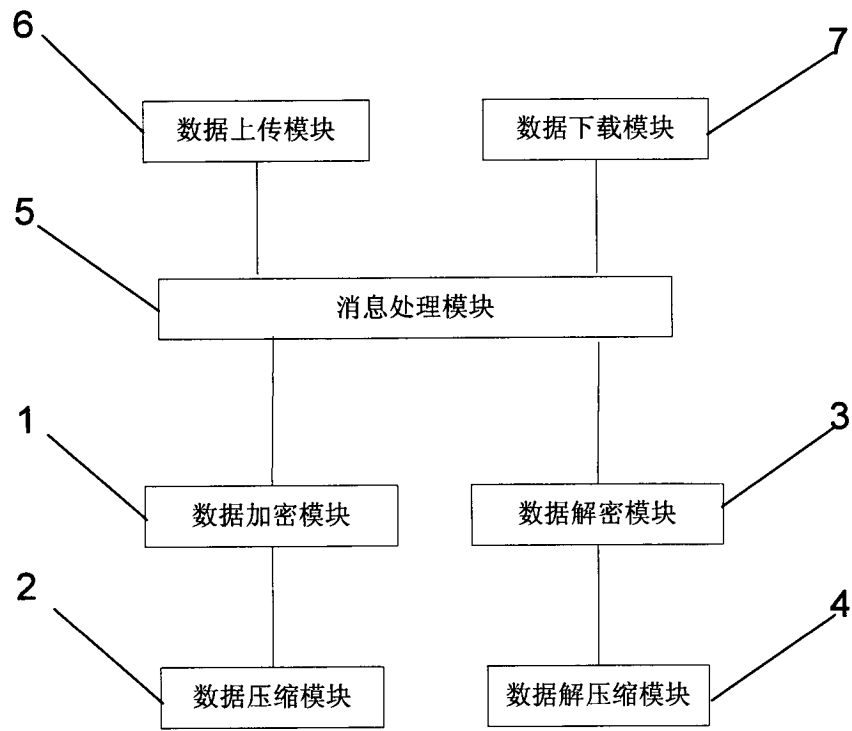 6
7
数据上传模块
数据下载模块
5
消息处理模块
1
3
数据加密模块
数据解密模块
2
4
数据压缩模块
数据解压缩模块